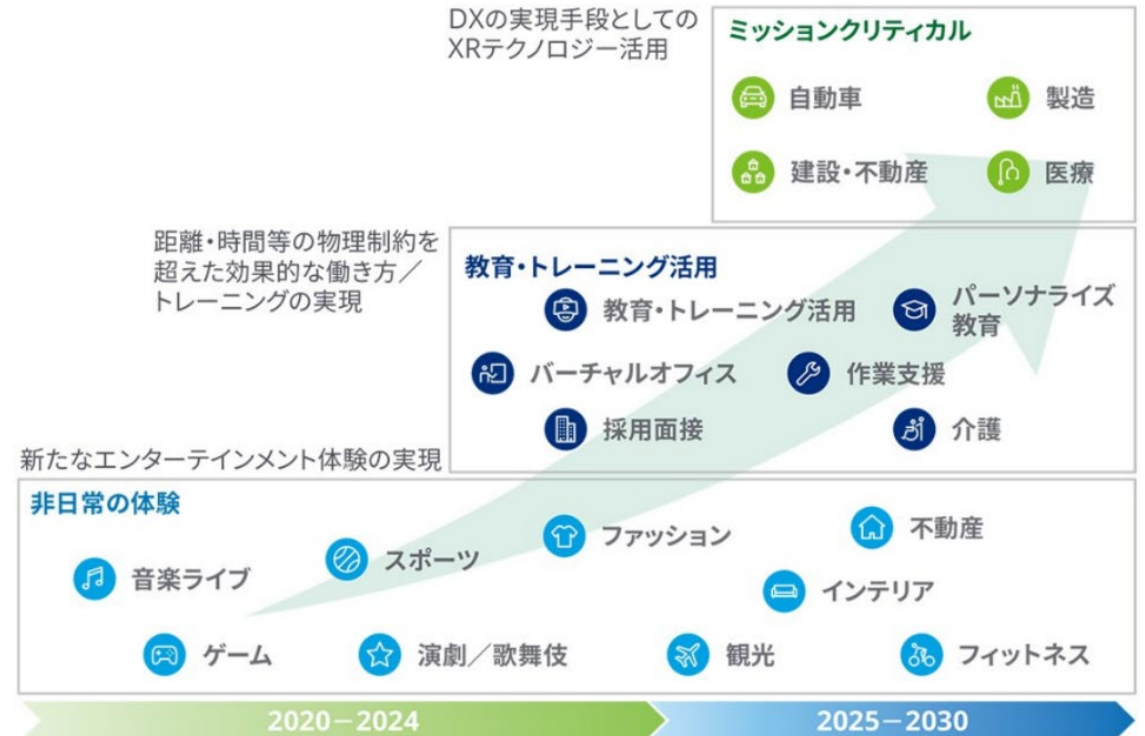 DXの実現手段としての
XRテクノロジー活用
ミッションクリティカル
自動車
製造
建設・不動産
医療
距離・時間等の物理制約を
超えた効果的な働き方／
トレーニングの実現
教育・トレーニング活用
教育・トレーニング活用
パーソナライズ
教育
バーチャルオフィス
作業支援
採用面接
介護
新たなエンターテインメント体験の実現
非日常の体験
音楽ライブ
スポーツ
ファッション
不動産
インテリア
ゲーム
演劇／歌舞伎
観光
フィットネス
2020－2024
2025－2030